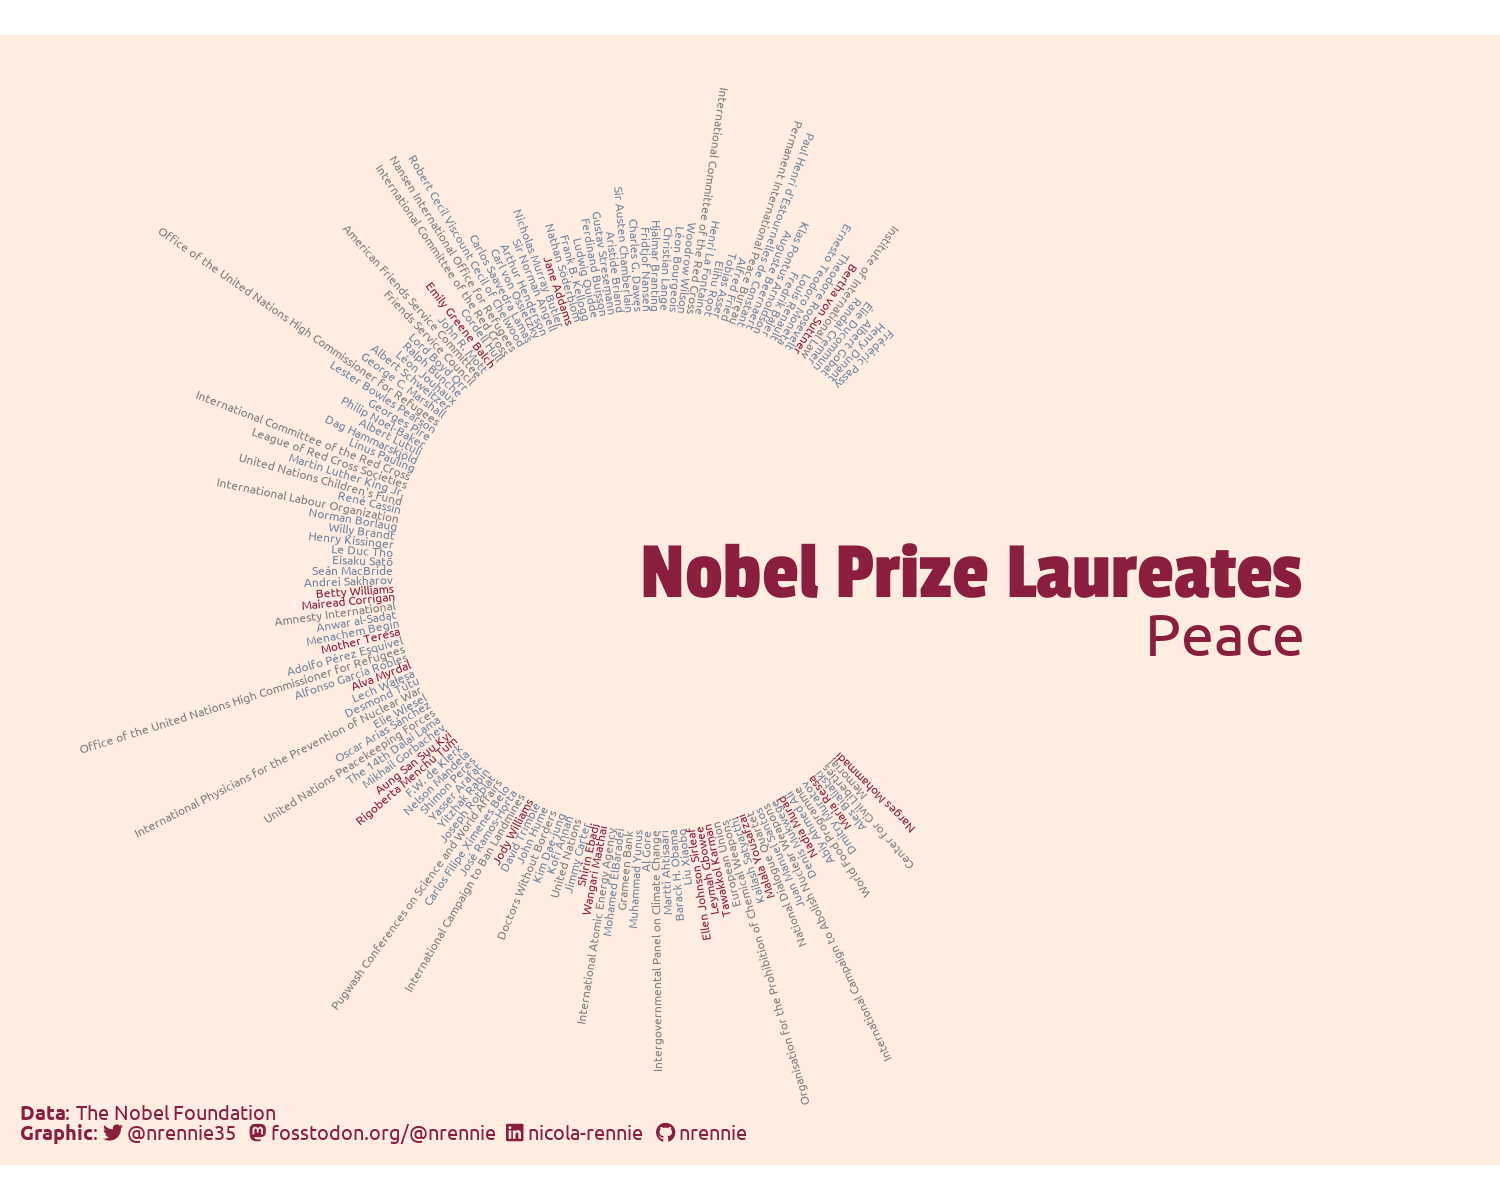 Nobel Prize Laureates
Peace
Frédéric Passy
Henry Dunant
Albert Gobat
Élie Ducommun
Randal Cremer
Institute of International Law
Bertha von Suttner
Theodore Roosevelt
Ernesto Teodoro Moneta
Louis Renault
Fredrik Bajer
Klas Pontus Arnoldson
Auguste Beernaert
Paul Henri d'Estournelles de Constant
Permanent International Peace Bureau
Alfred Fried
Tobias Asser
Elihu Root
Henri La Fontaine
International Committee of the Red Cross
Woodrow Wilson
Léon Bourgeois
Christian Lange
Hjalmar Branting
Fridtjof Nansen
Charles G. Dawes
Sir Austen Chamberlain
Aristide Briand
Gustav Stresemann
Ferdinand Buisson
Ludwig Quidde
Frank B. Kellogg
Nathan Söderblom
Jane Addams
Nicholas Murray Butler
Sir Norman Angell
Arthur Henderson
Carl von Ossietzky
Carlos Saavedra Lamas
Robert Cecil Viscount Cecil of Chelwood
Nansen International Office for Refugees
International Committee of the Red Cross
Cordell Hull
Emily Greene Balch
John R. Mott
American Friends Service Committee
Friends Service Council
Lord Boyd Orr
Ralph Bunche
Léon Jouhaux
Albert Schweitzer
George C. Marshall
Office of the United Nations High Commissioner for Refugees
Lester Bowles Pearson
Georges Pire
Philip Noel-Baker
Albert Lutuli
Dag Hammarskjöld
Linus Pauling
International Committee of the Red Cross
League of Red Cross Societies
Martin Luther King Jr.
United Nations Children's Fund
René Cassin
International Labour Organization
Norman Borlaug
Willy Brandt
Henry Kissinger
Le Duc Tho
Eisaku Satō
Seán MacBride
Andrei Sakharov
Betty Williams
Mairead Corrigan
Amnesty International
Anwar al-Sadat
Menachem Begin
Mother Teresa
Adolfo Pérez Esquivel
Office of the United Nations High Commissioner for Refugees
Alfonso García Robles
Alva Myrdal
Lech Walesa
Desmond Tutu
International Physicians for the Prevention of Nuclear War
Elie Wiesel
Oscar Arias Sánchez
United Nations Peacekeeping Forces
The 14th Dalai Lama
Mikhail Gorbachev
Aung San Suu Kyi
Rigoberta Menchú Tum
F.W. de Klerk
Nelson Mandela
Shimon Peres
Yasser Arafat
Yitzhak Rabin
Joseph Rotblat
Pugwash Conferences on Science and World Affairs
Carlos Filipe Ximenes Belo
José Ramos-Horta
International Campaign to Ban Landmines
Jody Williams
David Trimble
John Hume
Doctors Without Borders
Kim Dae-jung
Kofi Annan
United Nations
Jimmy Carter
Shirin Ebadi
Wangari Maathai
International Atomic Energy Agency
Mohamed ElBaradei
Grameen Bank
Muhammad Yunus
Al Gore
Intergovernmental Panel on Climate Change
Martti Ahtisaari
Barack H. Obama
Liu Xiaobo
Ellen Johnson Sirleaf
Leymah Gbowee
Tawakkol Karman
European Union
Organisation for the Prohibition of Chemical Weapons
Kailash Satyarthi
Malala Yousafzai
National Dialogue Quartet
Juan Manuel Santos
International Campaign to Abolish Nuclear Weapons
Denis Mukwege
Nadia Murad
Abiy Ahmed Ali
World Food Programme
Dmitry Muratov
Maria Ressa
Ales Bialiatski
Memorial
Center For Civil Liberties
Narges Mohammadi
Data: The Nobel Foundation
Graphic: @nrennie35 fosstodon.org/@nrennie nicola-rennie nrennie